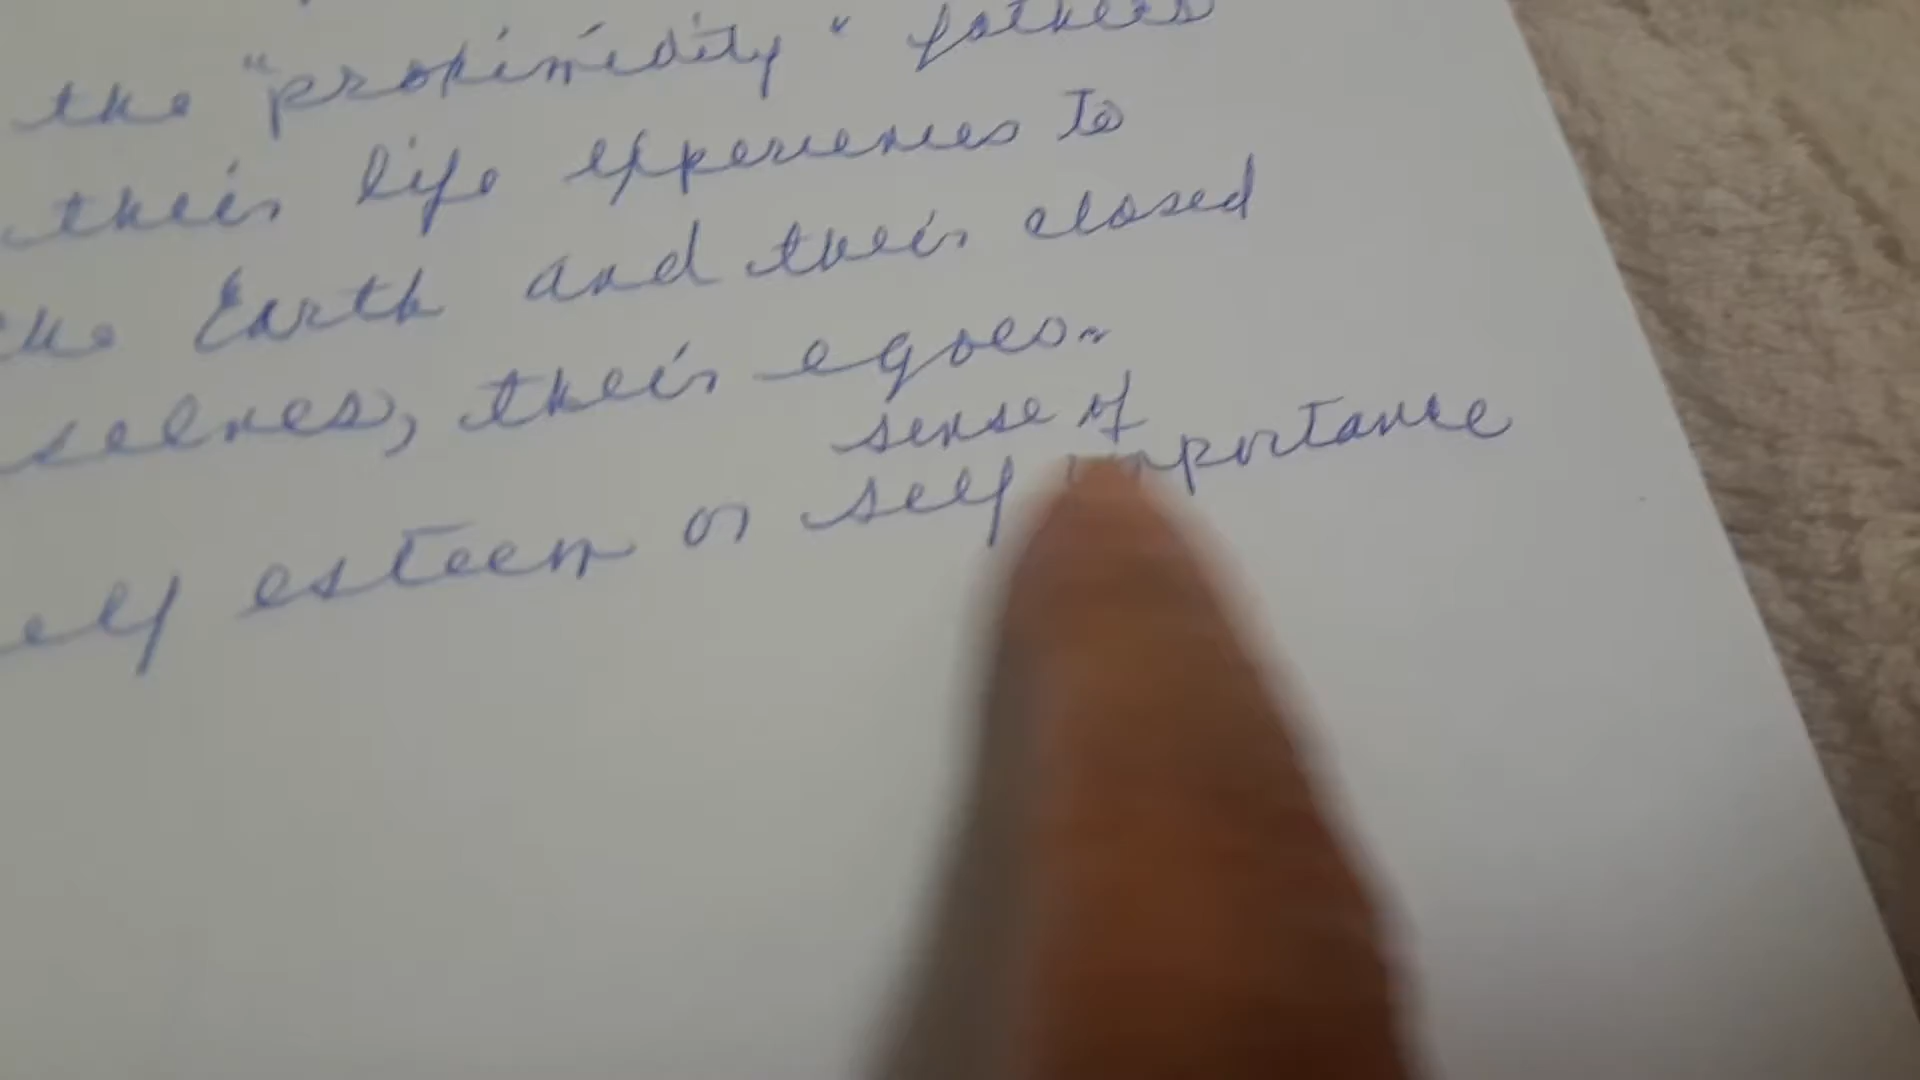 the "proximidity" fathers
their life experiences to
the Earth and their closed
selves, their egoes.
sense of
self esteem or self importance